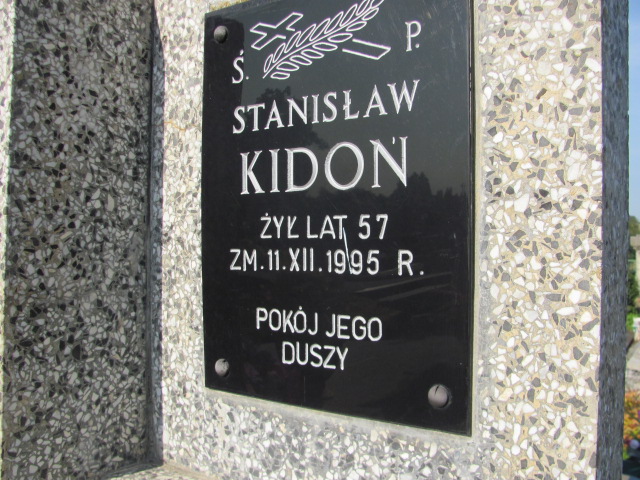 Ś. P.
STANISŁAW
KIDOŃ
ŻYŁ LAT 57
ZM. 11. XII. 1995 R.
POKÓJ JEGO
DUSZY